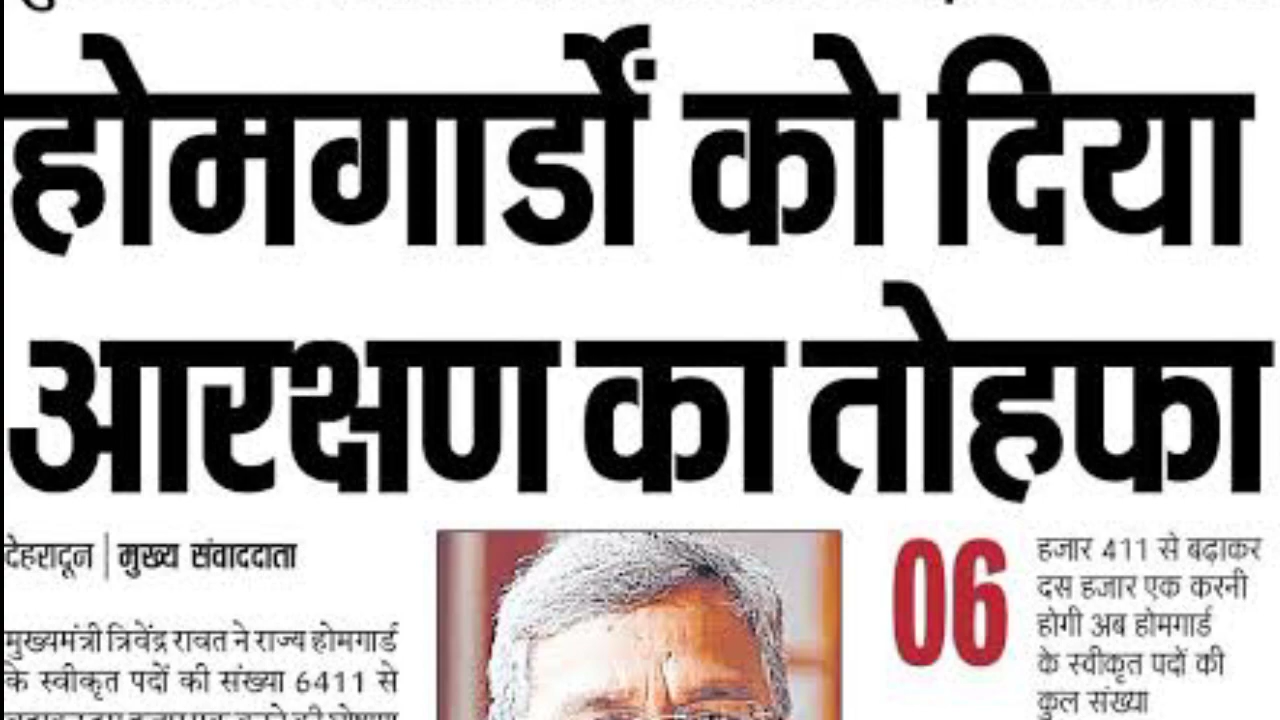 होमगार्डों को दिया
आरक्षण का तोहफा
देहरादून | मुख्य संवाददाता
मुख्यमंत्री त्रिवेंद्र रावत ने राज्य होमगार्ड
के स्वीकृत पदों की संख्या 6411 से
06
हजार 411 से बढ़ाकर
दस हजार एक करनी
होगी अब होमगार्ड
के स्वीकृत पदों की
कुल संख्या